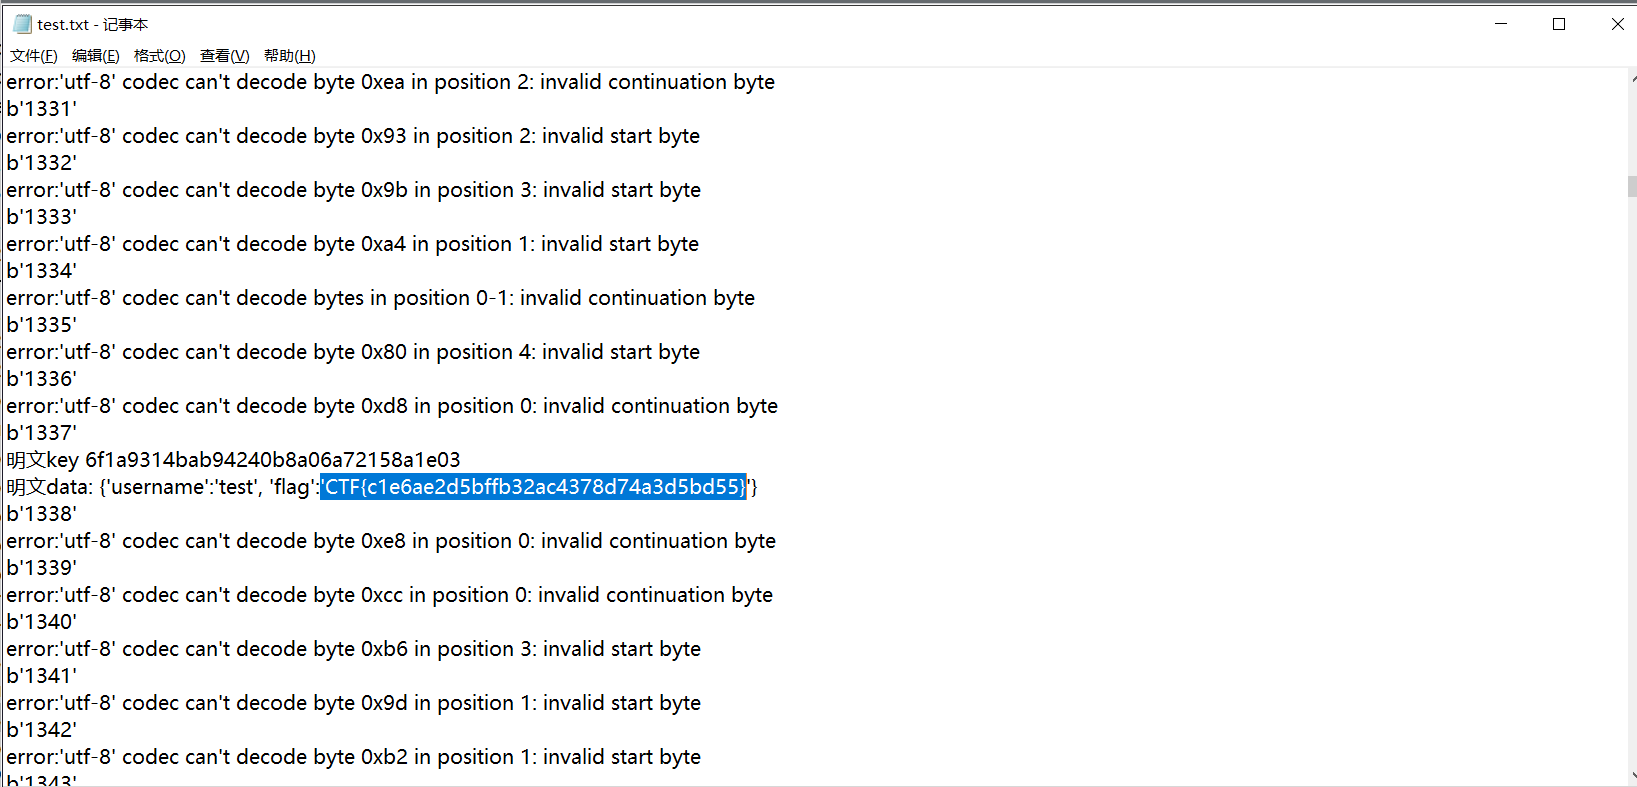 test.txt - 记事本
文件(F) 编辑(E) 格式(O) 查看(V) 帮助(H)
error:'utf-8' codec can't decode byte 0xea in position 2: invalid continuation byte
b'1331'
error:'utf-8' codec can't decode byte 0x93 in position 2: invalid start byte
b'1332'
error:'utf-8' codec can't decode byte 0x9b in position 3: invalid start byte
b'1333'
error:'utf-8' codec can't decode byte 0xa4 in position 1: invalid start byte
b'1334'
error:'utf-8' codec can't decode bytes in position 0-1: invalid continuation byte
b'1335'
error:'utf-8' codec can't decode byte 0x80 in position 4: invalid start byte
b'1336'
error:'utf-8' codec can't decode byte 0xd8 in position 0: invalid continuation byte
b'1337'
明文key 6f1a9314bab94240b8a06a72158a1e03
明文data: {'username':'test', 'flag':'CTF{c1e6ae2d5bffb32ac4378d74a3d5bd55}'}
b'1338'
error:'utf-8' codec can't decode byte 0xe8 in position 0: invalid continuation byte
b'1339'
error:'utf-8' codec can't decode byte 0xcc in position 0: invalid continuation byte
b'1340'
error:'utf-8' codec can't decode byte 0xb6 in position 3: invalid start byte
b'1341'
error:'utf-8' codec can't decode byte 0x9d in position 1: invalid start byte
b'1342'
error:'utf-8' codec can't decode byte 0xb2 in position 1: invalid start byte
b'1343'